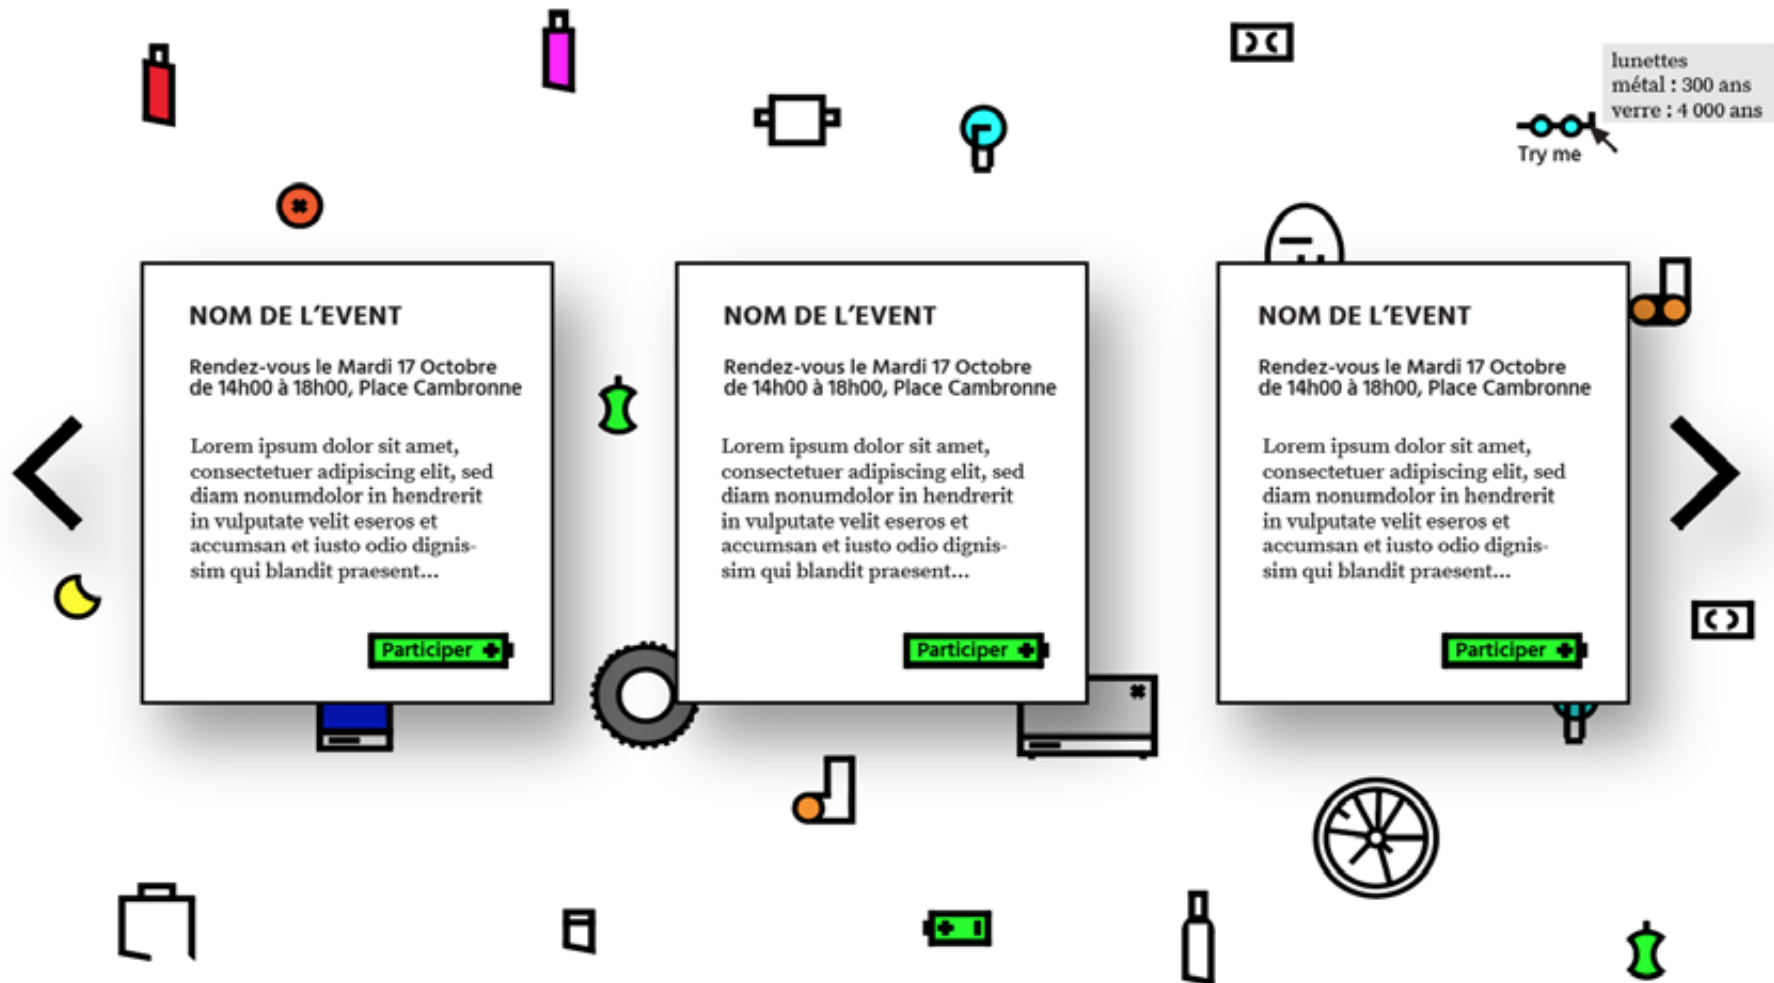 lunettes
métal : 300 ans
verre : 4 000 ans
Try me
NOM DE L’EVENT
Rendez-vous le Mardi 17 Octobre
de 14h00 à 18h00, Place Cambronne
Lorem ipsum dolor sit amet,
consectetuer adipiscing elit, sed
diam nonumdolor in hendrerit
in vulputate velit eseros et
accumsan et iusto odio dignis-
sim qui blandit praesent...
Participer
NOM DE L’EVENT
Rendez-vous le Mardi 17 Octobre
de 14h00 à 18h00, Place Cambronne
Lorem ipsum dolor sit amet,
consectetuer adipiscing elit, sed
diam nonumdolor in hendrerit
in vulputate velit eseros et
accumsan et iusto odio dignis-
sim qui blandit praesent...
Participer
NOM DE L’EVENT
Rendez-vous le Mardi 17 Octobre
de 14h00 à 18h00, Place Cambronne
Lorem ipsum dolor sit amet,
consectetuer adipiscing elit, sed
diam nonumdolor in hendrerit
in vulputate velit eseros et
accumsan et iusto odio dignis-
sim qui blandit praesent...
Participer